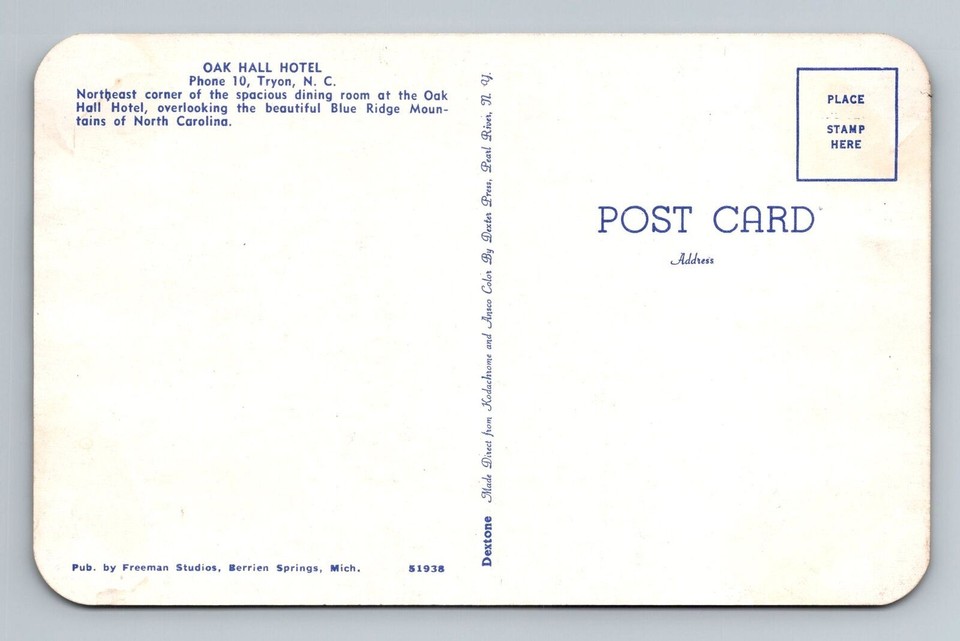 OAK HALL HOTEL
Phone 10, Tryon, N. C.
Northeast corner of the spacious dining room at the Oak
Hall Hotel, overlooking the beautiful Blue Ridge Moun-
tains of North Carolina.
Pub. by Freeman Studios, Berrien Springs, Mich. 51938
Dextone Made Direct from Kodachrome and Ansco Color By Dexter Press, Pearl River, N. Y.
PLACE
STAMP
HERE
POST CARD
Address